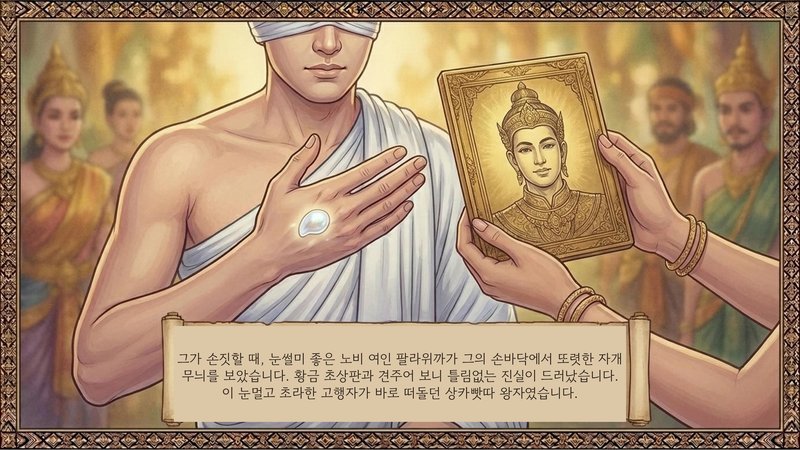 그가 손짓할 때, 눈썰미 좋은 노비 여인 팔라위까가 그의 손바닥에서 또렷한 자개
무늬를 보았습니다. 황금 초상판과 견주어 보니 틀림없는 진실이 드러났습니다.
이 눈멀고 초라한 고행자가 바로 떠돌던 상카빳따 왕자였습니다.